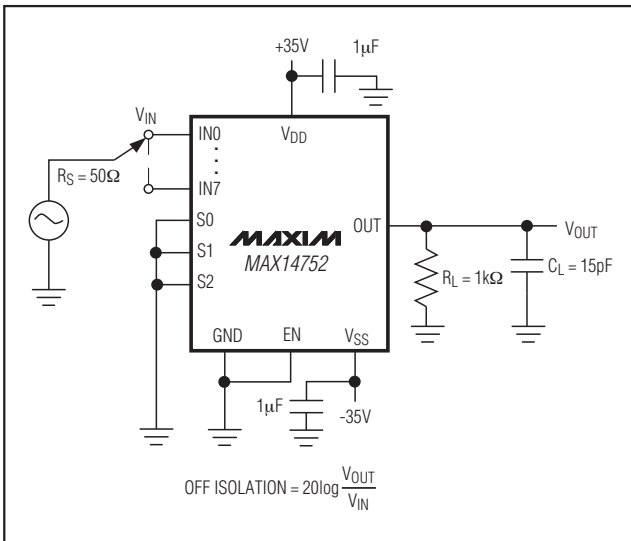 +35V
1µF
V_IN
V_DD
IN0
R_S = 50Ω
IN7
S0
OUT
V_OUT
MAXIM
S1
MAX14752
S2
R_L = 1kΩ
C_L = 15pF
GND
EN
V_SS
1µF
-35V
OFF ISOLATION = 20log V_OUT/V_IN